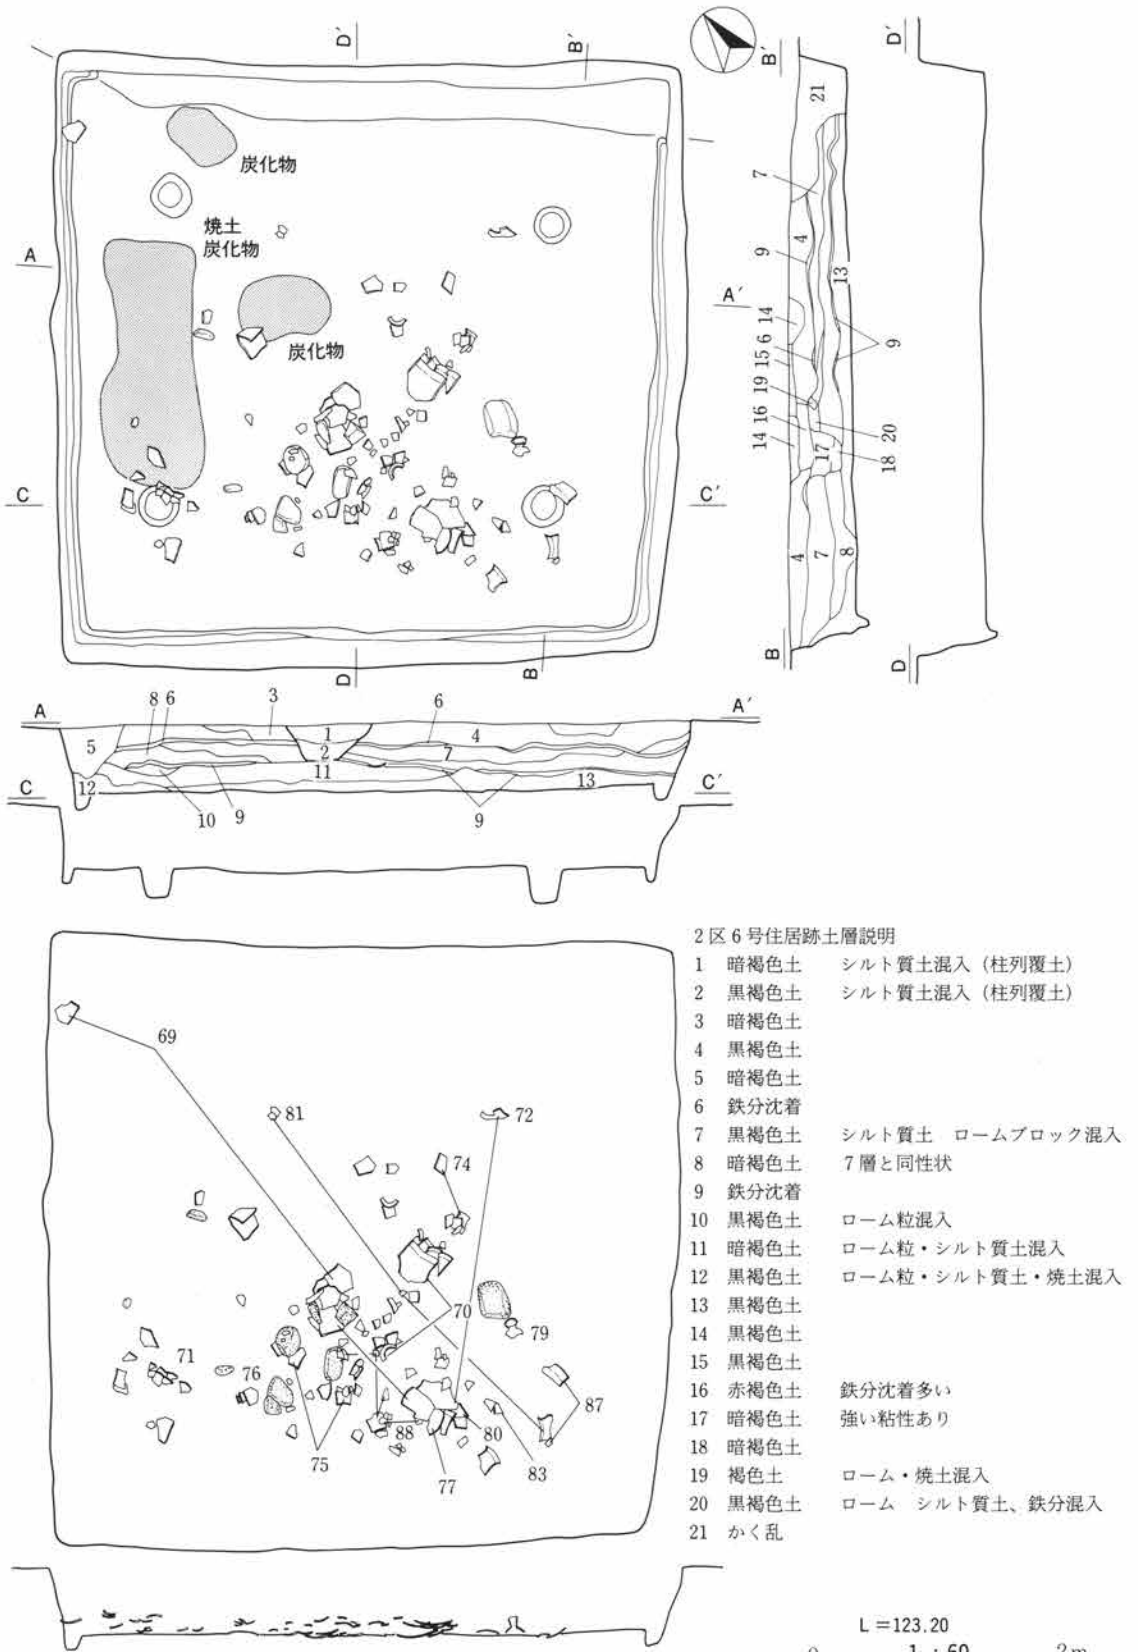 D′
B′
炭化物
焼土
炭化物
炭化物
A
A′
C
C′
D
B
B′
21
7
4
9
13
14
9
6
15
19
16
20
14
17
18
4
7
8
B
D′
D
A
8 6
3
6
A′
5
1
4
2
7
11
12
13
10
9
9
C
C′
69
81
72
74
70
79
71
76
87
88
80
75
83
77
2区6号住居跡土層説明
1 暗褐色土 シルト質土混入(柱列覆土)
2 黒褐色土 シルト質土混入(柱列覆土)
3 暗褐色土
4 黒褐色土
5 暗褐色土
6 鉄分沈着
7 黒褐色土 シルト質土 ロームブロック混入
8 暗褐色土 7層と同性状
9 鉄分沈着
10 黒褐色土 ローム粒混入
11 暗褐色土 ローム粒・シルト質土混入
12 黒褐色土 ローム粒・シルト質土・焼土混入
13 黒褐色土
14 黒褐色土
15 黒褐色土
16 赤褐色土 鉄分沈着多い
17 暗褐色土 強い粘性あり
18 暗褐色土
19 褐色土 ローム・焼土混入
20 黒褐色土 ローム シルト質土、鉄分混入
21 かく乱
L=123.20
0 1:60 2m